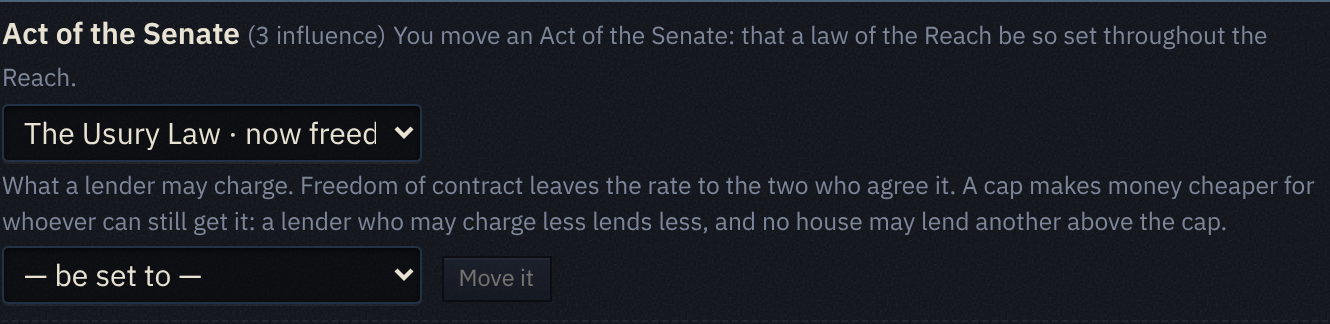 Act of the Senate (3 influence) You move an Act of the Senate: that a law of the Reach be so set throughout the
Reach.
The Usury Law · now freed
What a lender may charge. Freedom of contract leaves the rate to the two who agree it. A cap makes money cheaper for
whoever can still get it: a lender who may charge less lends less, and no house may lend another above the cap.
— be set to —
Move it